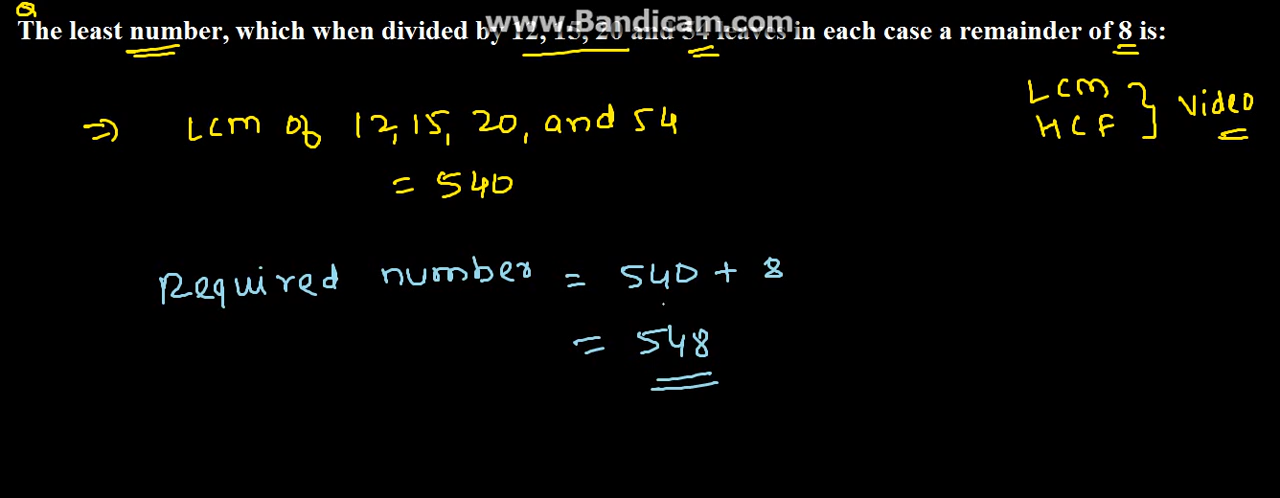 Q
www.Bandicam.com
The least number, which when divided by 12, 15, 20 and 54 leaves in each case a remainder of 8 is:
LCM
HCF } Video
⇒ LCM of 12, 15, 20, and 54
= 540
Required number = 540 + 8
= 548